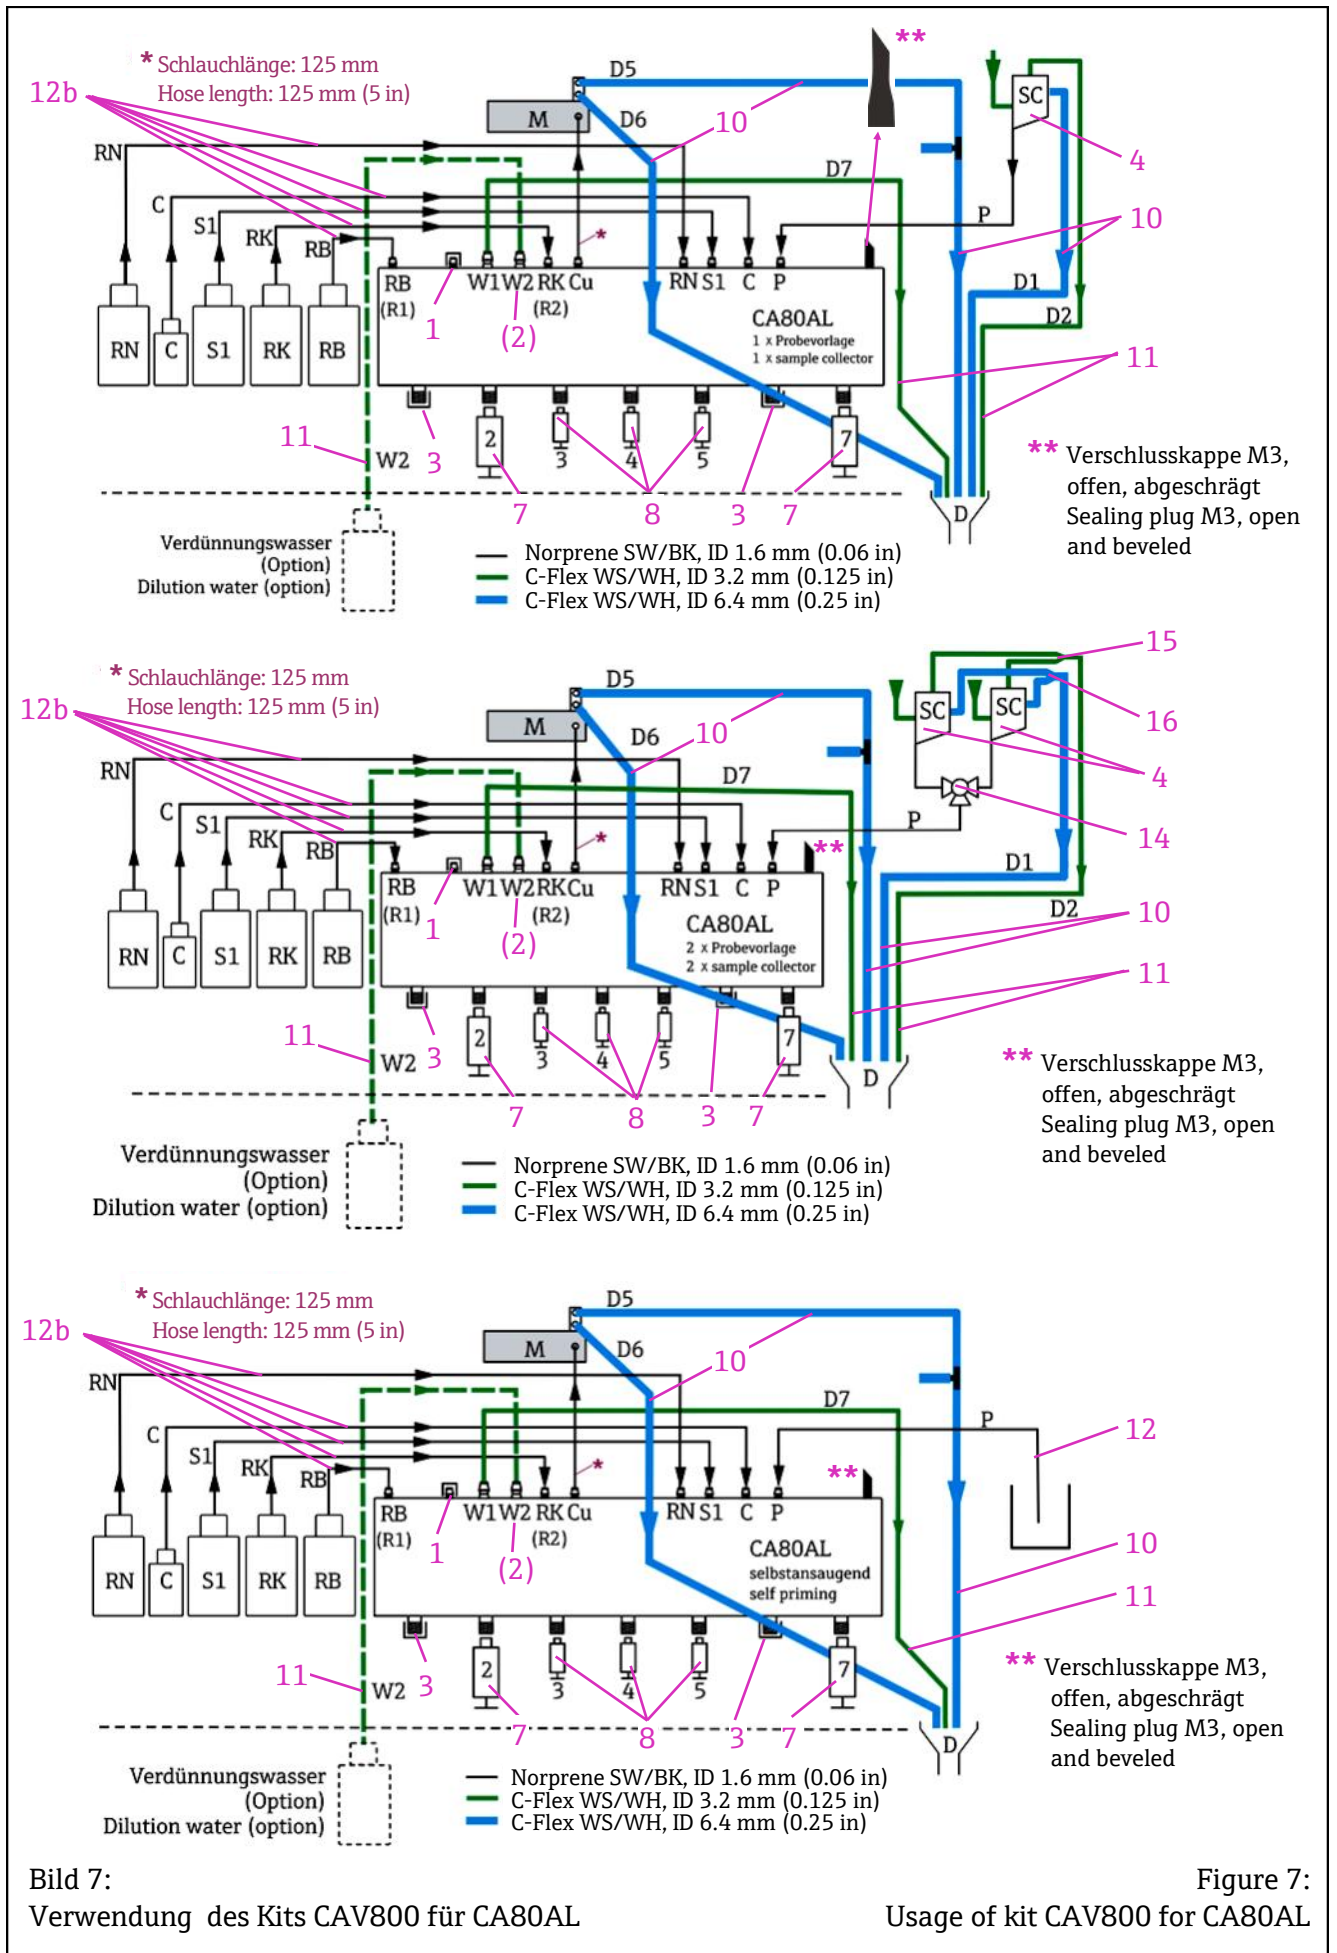 * Schlauchlänge: 125 mm
Hose length: 125 mm (5 in)
12b
D5
**
SC
M
D6
10
4
RN
D7
C
S1
RK
RB
*
P
10
RB W1 W2 RK Cu RN S1 C P
(R1) (R2)
1
(2)
CA80AL
1 x Probevorlage
1 x sample collector
D1
D2
RN C S1 RK RB
11
11
W2
3
2
3
4
5
7
7
8
3
7
D
** Verschlusskappe M3,
offen, abgeschrägt
Sealing plug M3, open
and beveled
Verdünnungswasser
(Option)
Dilution water (option)
Norprene SW/BK, ID 1.6 mm (0.06 in)
C-Flex WS/WH, ID 3.2 mm (0.125 in)
C-Flex WS/WH, ID 6.4 mm (0.25 in)
* Schlauchlänge: 125 mm
Hose length: 125 mm (5 in)
12b
D5
15
SC
SC
16
M
D6
10
4
RN
D7
C
S1
RK
RB
*
**
P
14
RB W1 W2 RK Cu RN S1 C P
(R1) (R2)
1
(2)
CA80AL
2 x Probevorlage
2 x sample collector
D1
D2
10
RN C S1 RK RB
11
11
W2
3
2
3
4
5
7
7
8
3
7
D
** Verschlusskappe M3,
offen, abgeschrägt
Sealing plug M3, open
and beveled
Verdünnungswasser
(Option)
Dilution water (option)
Norprene SW/BK, ID 1.6 mm (0.06 in)
C-Flex WS/WH, ID 3.2 mm (0.125 in)
C-Flex WS/WH, ID 6.4 mm (0.25 in)
* Schlauchlänge: 125 mm
Hose length: 125 mm (5 in)
12b
D5
M
D6
10
RN
D7
C
S1
RK
RB
*
**
P
12
RB W1 W2 RK Cu RN S1 C P
(R1) (R2)
1
(2)
CA80AL
selbstansaugend
self priming
10
11
RN C S1 RK RB
11
W2
3
2
3
4
5
7
7
8
3
7
D
** Verschlusskappe M3,
offen, abgeschrägt
Sealing plug M3, open
and beveled
Verdünnungswasser
(Option)
Dilution water (option)
Norprene SW/BK, ID 1.6 mm (0.06 in)
C-Flex WS/WH, ID 3.2 mm (0.125 in)
C-Flex WS/WH, ID 6.4 mm (0.25 in)
Bild 7:
Verwendung des Kits CAV800 für CA80AL
Figure 7:
Usage of kit CAV800 for CA80AL